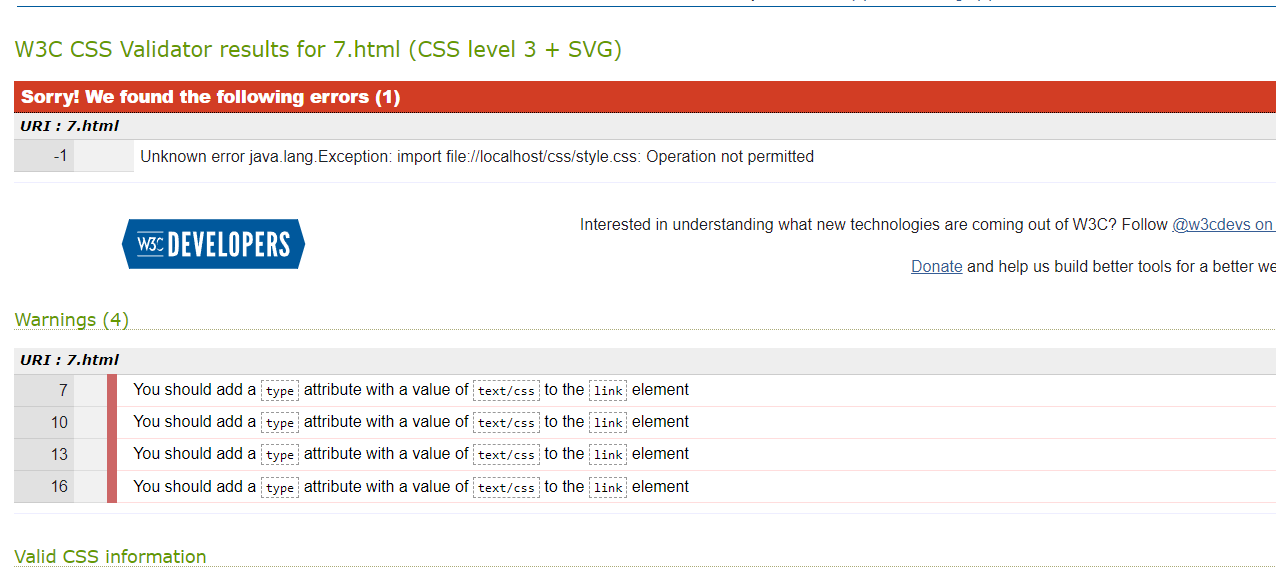 W3C CSS Validator results for 7.html (CSS level 3 + SVG)
Sorry! We found the following errors (1)
URI : 7.html
-1 Unknown error java.lang.Exception: import file://localhost/css/style.css: Operation not permitted
W3C DEVELOPERS
Interested in understanding what new technologies are coming out of W3C? Follow @w3cdevs on
Donate and help us build better tools for a better we
Warnings (4)
URI : 7.html
7 You should add a type attribute with a value of text/css to the link element
10 You should add a type attribute with a value of text/css to the link element
13 You should add a type attribute with a value of text/css to the link element
16 You should add a type attribute with a value of text/css to the link element
Valid CSS information